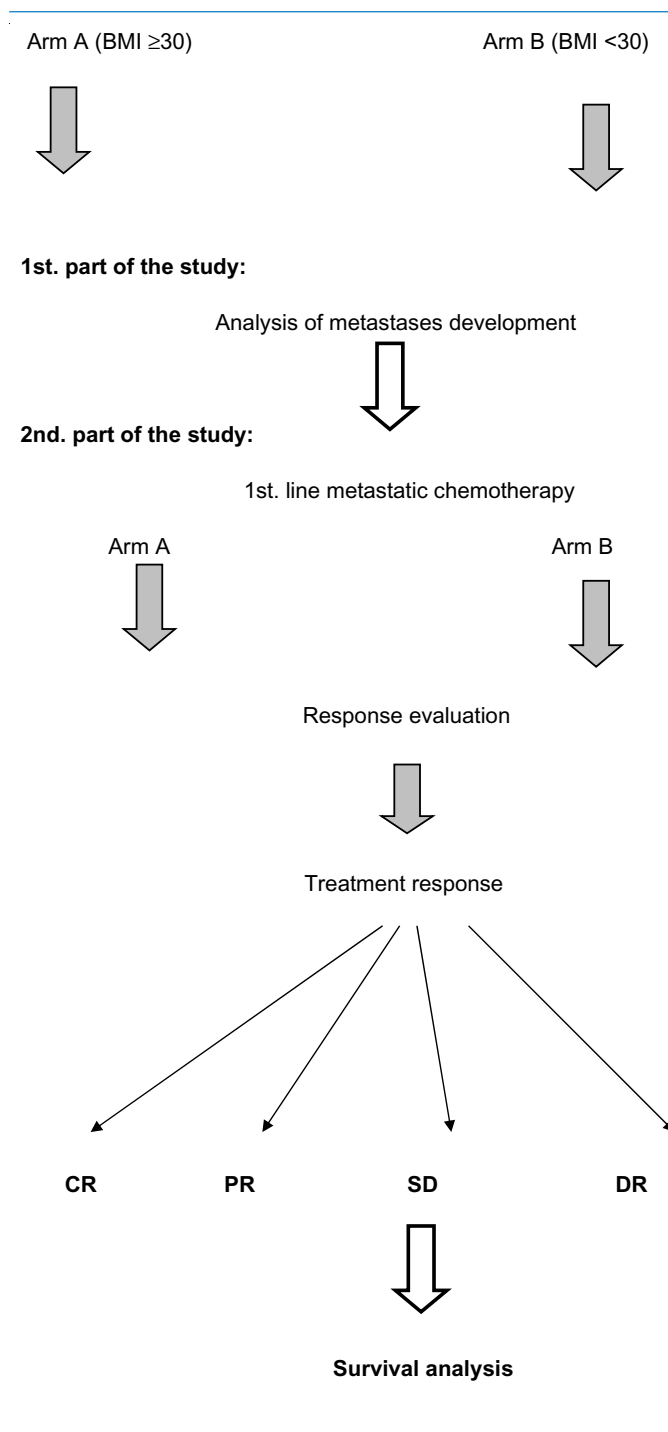 Arm A (BMI ≥30) Arm B (BMI <30)
1st. part of the study:
Analysis of metastases development
2nd. part of the study:
1st. line metastatic chemotherapy
Arm A Arm B
Response evaluation
Treatment response
CR PR SD DR
Survival analysis